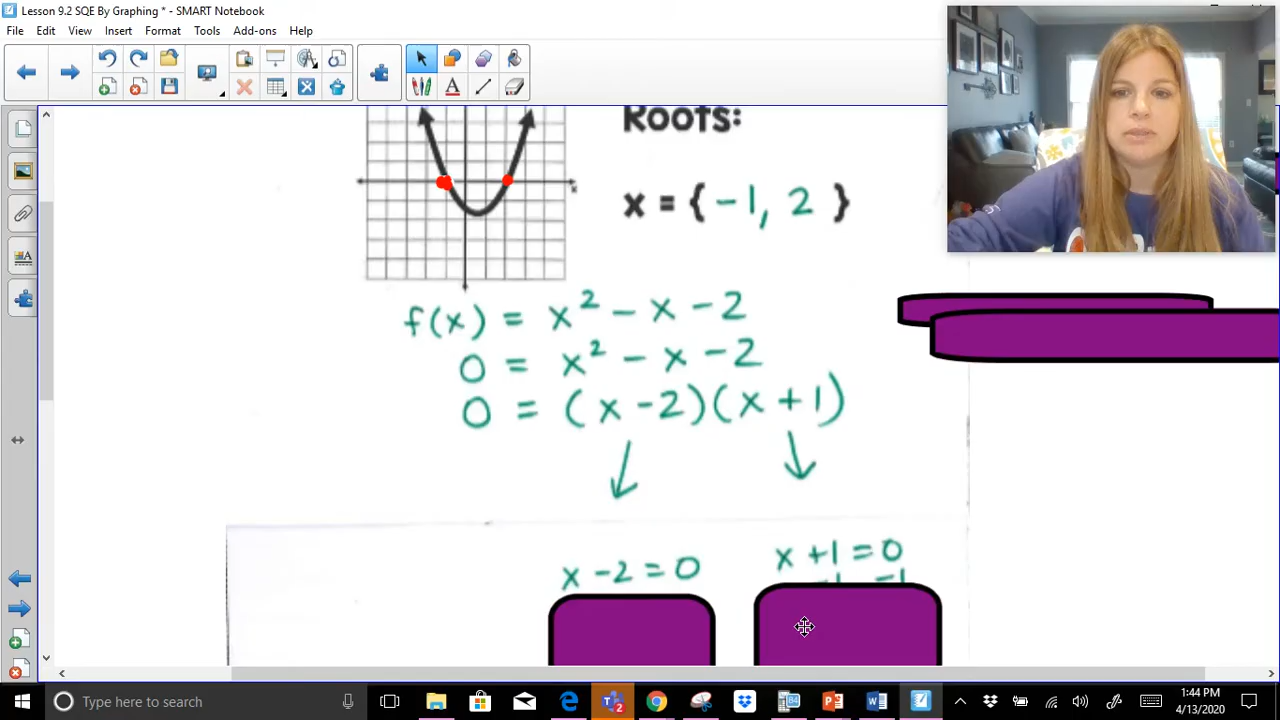 Lesson 9.2 SQE By Graphing * - SMART Notebook
File Edit View Insert Format Tools Add-ons Help
Roots:
x
x = { -1, 2 }
f(x) = x² - x - 2
0 = x² - x - 2
0 = (x - 2)(x + 1)
x - 2 = 0
x + 1 = 0
-1 -1
Type here to search
1:44 PM
4/13/2020